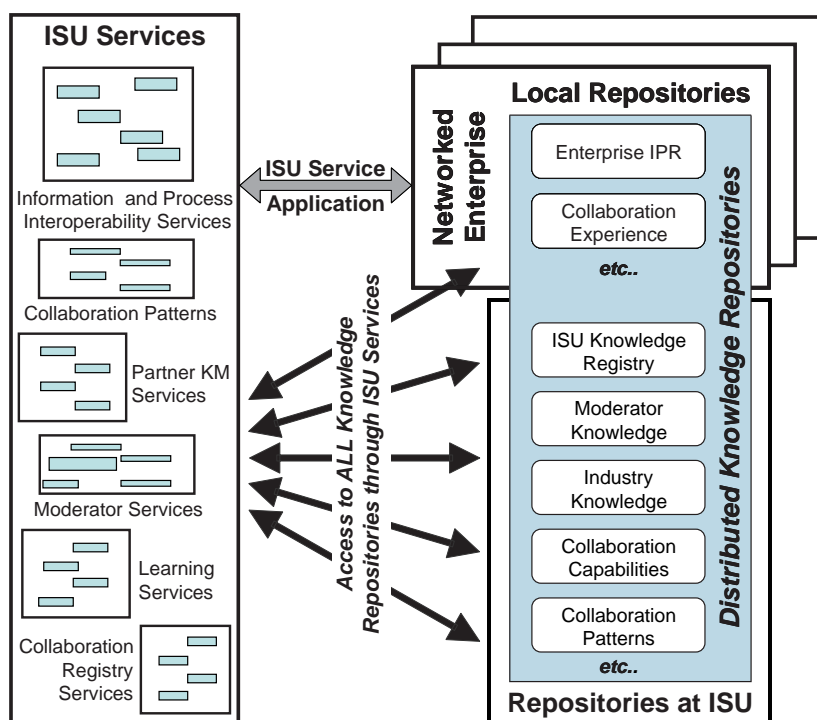 ISU Services
Information and Process
Interoperability Services
Collaboration Patterns
Partner KM
Services
Moderator Services
Learning
Services
Collaboration
Registry
Services
ISU Service
Application
Access to ALL Knowledge
Repositories through ISU Services
Networked
Enterprise
Local Repositories
Enterprise IPR
Collaboration
Experience
etc..
ISU Knowledge
Registry
Moderator
Knowledge
Industry
Knowledge
Collaboration
Capabilities
Collaboration
Patterns
etc..
Distributed Knowledge Repositories
Repositories at ISU